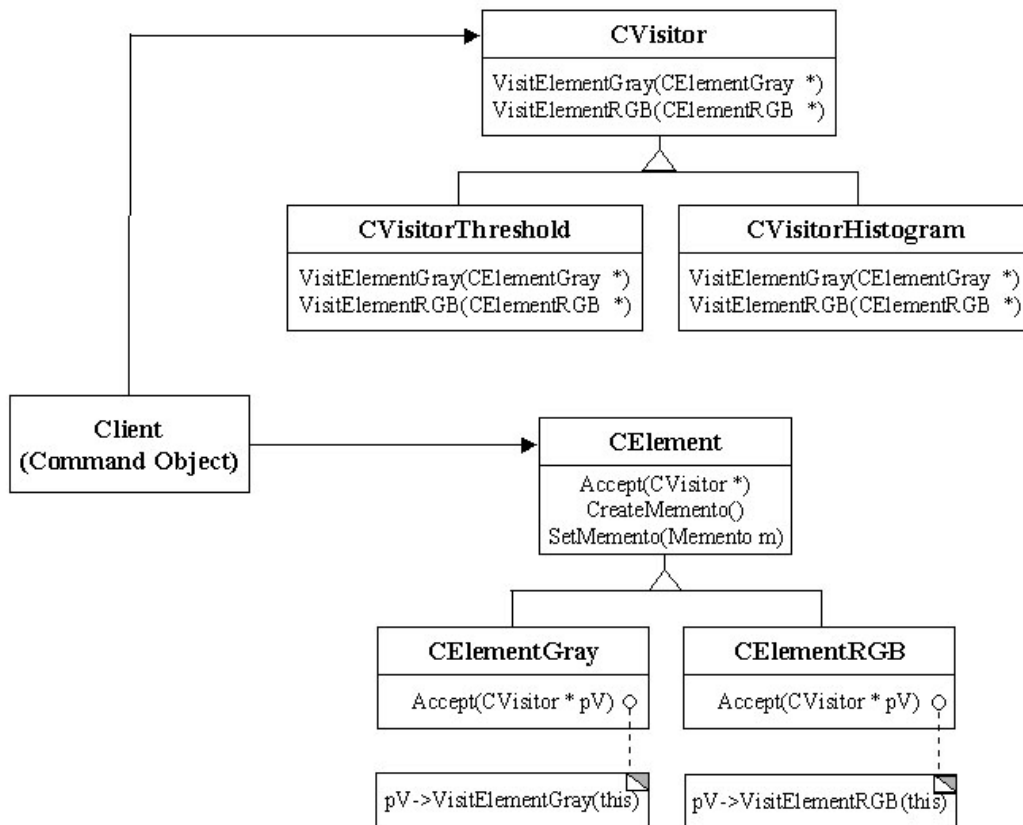 CVisitor
VisitElementGray(CElementGray *)
VisitElementRGB(CElementRGB *)
CVisitorThreshold
VisitElementGray(CElementGray *)
VisitElementRGB(CElementRGB *)
CVisitorHistogram
VisitElementGray(CElementGray *)
VisitElementRGB(CElementRGB *)
Client
(Command Object)
CElement
Accept(CVisitor *)
CreateMemento()
SetMemento(Memento m)
CElementGray
Accept(CVisitor * pV)
CElementRGB
Accept(CVisitor * pV)
pV->VisitElementGray(this)
pV->VisitElementRGB(this)